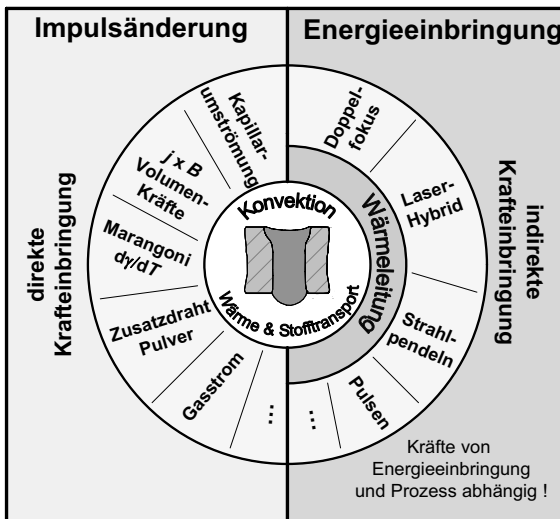 Impulsänderung
Energieeinbringung
direkte
Krafteinbringung
Kapillar-
umströmung
j x B
Volumen-
Kräfte
Marangoni
dγ/dT
Zusatzdraht
Pulver
Gasstrom
...
Konvektion
Wärme & Stofftransport
Wärmeleitung
Doppel-
fokus
Laser-
Hybrid
Strahl-
pendeln
Pulsen
...
indirekte
Krafteinbringung
Kräfte von
Energieeinbringung
und Prozess abhängig !